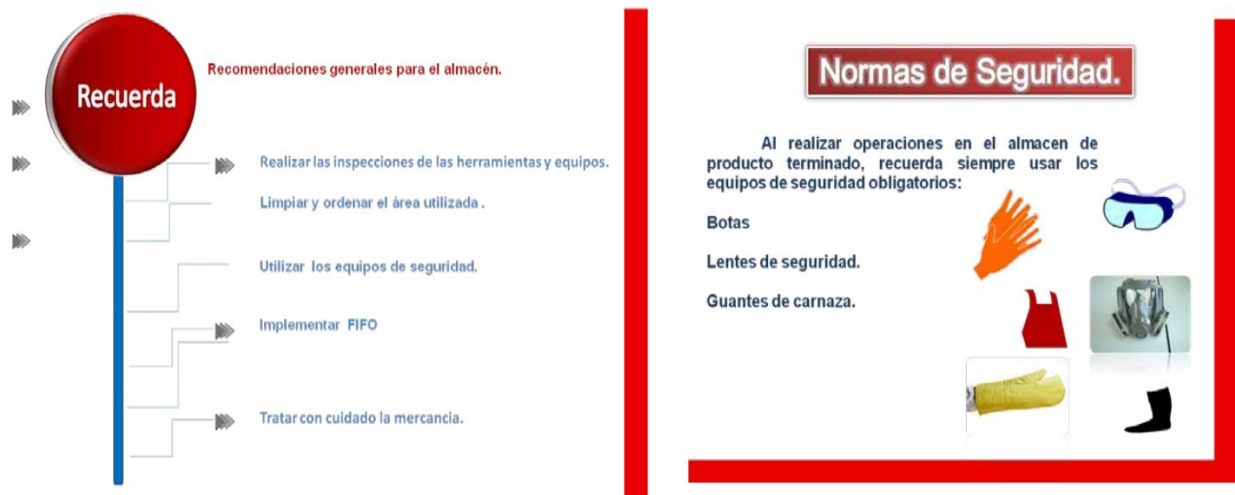 Recuerda
Recomendaciones generales para el almacén.
Realizar las inspecciones de las herramientas y equipos.
Limpiar y ordenar el área utilizada .
Utilizar los equipos de seguridad.
Implementar FIFO
Tratar con cuidado la mercancia.
Normas de Seguridad.
Al realizar operaciones en el almacen de
producto terminado, recuerda siempre usar los
equipos de seguridad obligatorios:
Botas
Lentes de seguridad.
Guantes de carnaza.